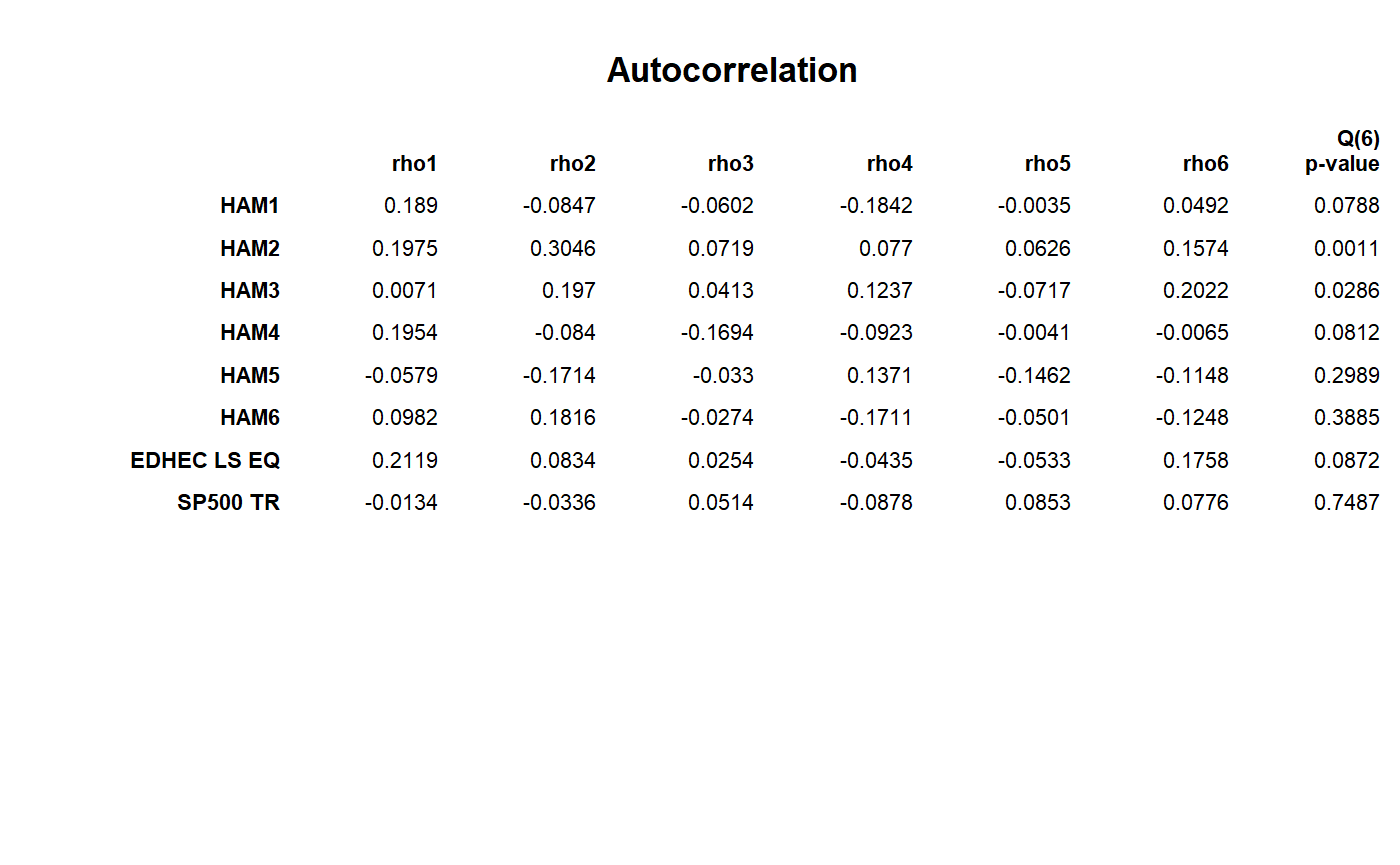 Autocorrelation
Q(6)
rho1 rho2 rho3 rho4 rho5 rho6 p-value
HAM1 0.189 -0.0847 -0.0602 -0.1842 -0.0035 0.0492 0.0788
HAM2 0.1975 0.3046 0.0719 0.077 0.0626 0.1574 0.0011
HAM3 0.0071 0.197 0.0413 0.1237 -0.0717 0.2022 0.0286
HAM4 0.1954 -0.084 -0.1694 -0.0923 -0.0041 -0.0065 0.0812
HAM5 -0.0579 -0.1714 -0.033 0.1371 -0.1462 -0.1148 0.2989
HAM6 0.0982 0.1816 -0.0274 -0.1711 -0.0501 -0.1248 0.3885
EDHEC LS EQ 0.2119 0.0834 0.0254 -0.0435 -0.0533 0.1758 0.0872
SP500 TR -0.0134 -0.0336 0.0514 -0.0878 0.0853 0.0776 0.7487